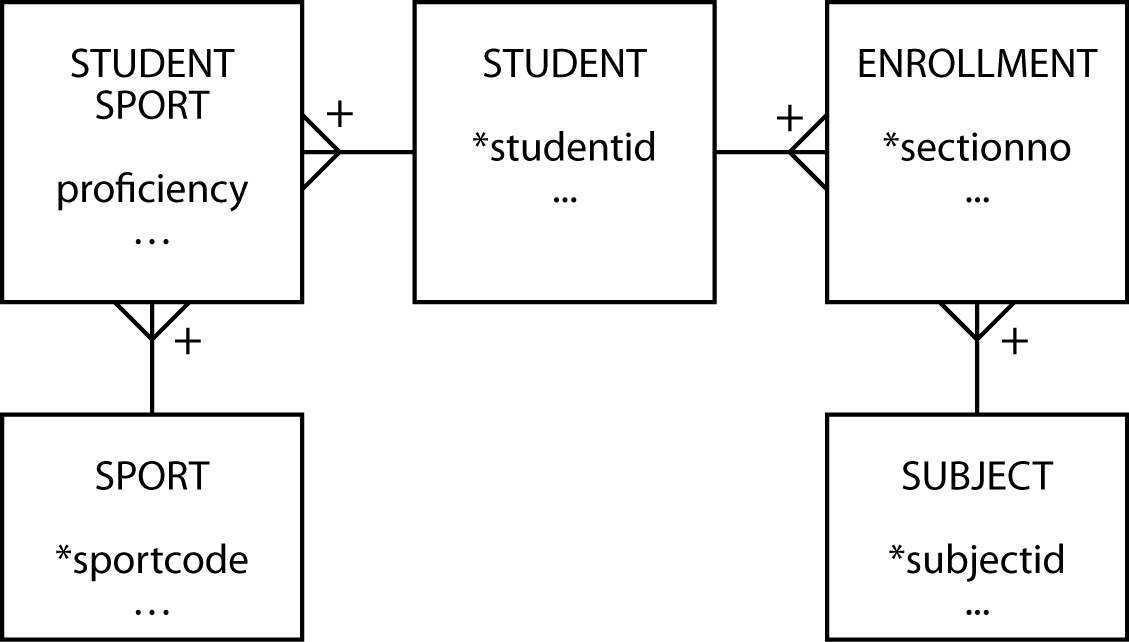 STUDENT
SPORT
proficiency
...
+
STUDENT
*studentid
...
+
ENROLLMENT
*sectionno
...
+
+
SPORT
*sportcode
...
SUBJECT
*subjectid
...